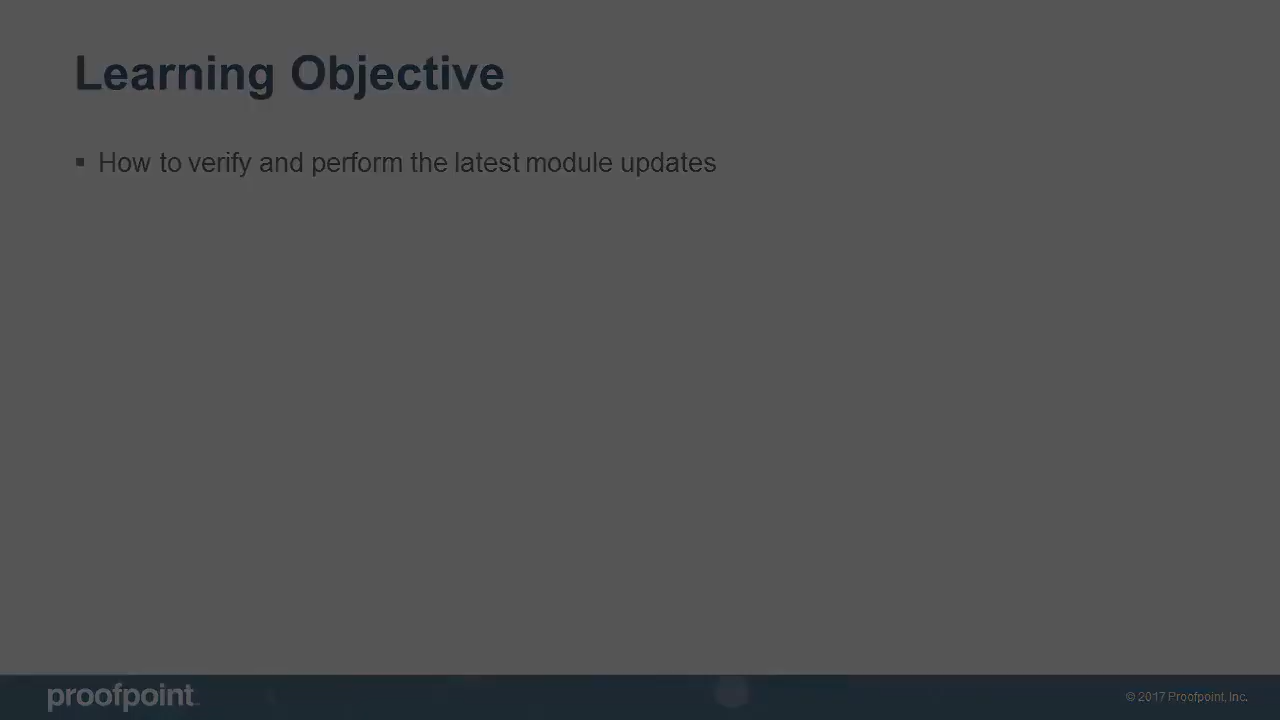 Learning Objective
▪ How to verify and perform the latest module updates
proofpoint
© 2017 Proofpoint, Inc.